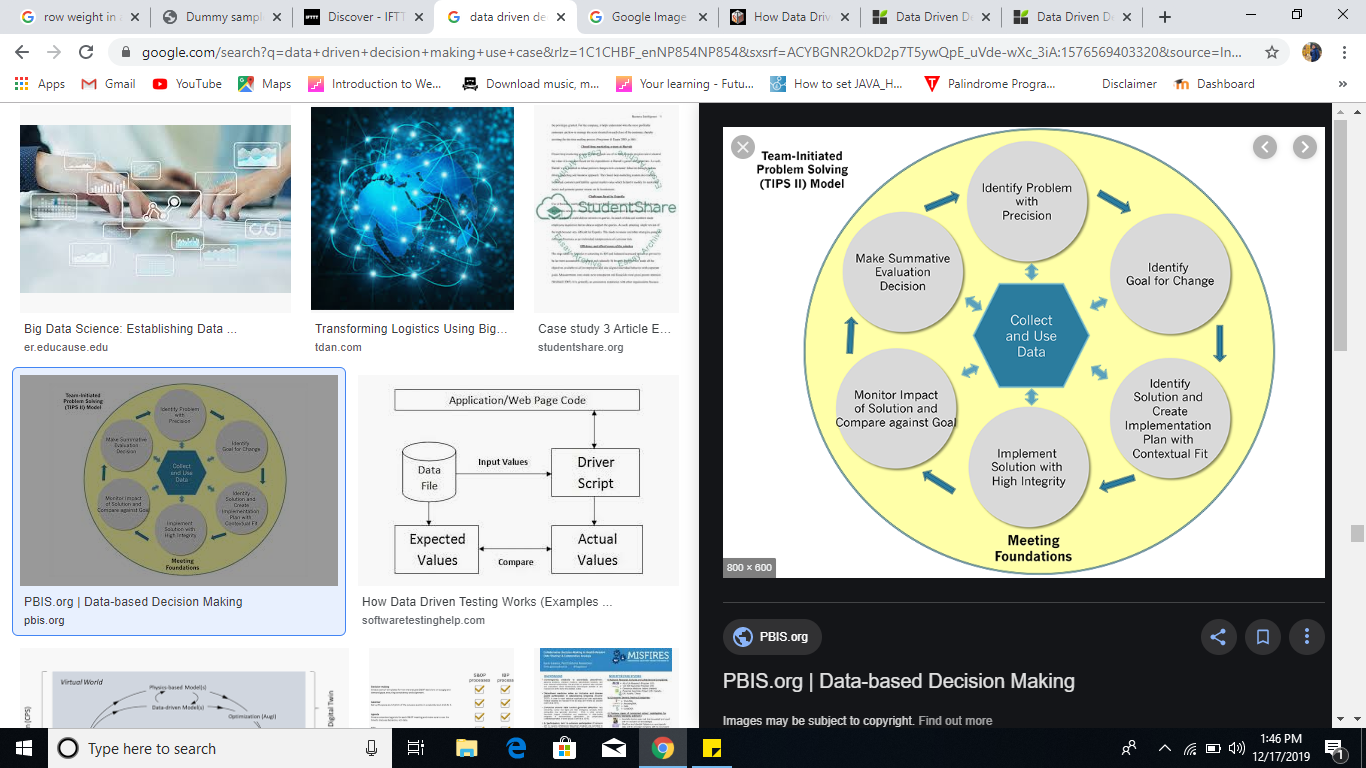 row weight in
Dummy sampl
IFTTT
Discover - IFTT
data driven de
Google Image
How Data Driv
Data Driven De
Data Driven De
google.com/search?q=data+driven+decision+making+use+case&rlz=1C1CHBF_enNP854NP854&sxsrf=ACYBGNR2OkD2p7T5ywQpE_uVde-wXc_3iA:1576569403320&source=ln...
Apps
Gmail
YouTube
Maps
Introduction to We...
Download music, m...
Your learning - Futu...
How to set JAVA_H...
Palindrome Progra...
Disclaimer
Dashboard
StudentShare
Big Data Science: Establishing Data ...
er.educause.edu
Transforming Logistics Using Big...
tdan.com
Case study 3 Article E...
studentshare.org
Team-Initiated
Problem Solving
(TIPS II) Model
Identify Problem
with
Precision
Make Summative
Evaluation
Decision
Identify
Goal for Change
Collect
and Use
Data
Monitor Impact
of Solution and
Compare against Goal
Identify
Solution and
Create
Implementation
Plan with
Contextual Fit
Implement
Solution with
High Integrity
Meeting
Foundations
PBIS.org | Data-based Decision Making
pbis.org
Application/Web Page Code
Data
File
Input Values
Driver
Script
Expected
Values
Compare
Actual
Values
How Data Driven Testing Works (Examples ...
softwaretestinghelp.com
Virtual World
Physics-based Model(s)
Data-driven Model(s)
Optimization (AugI)
Digital Twin
S&OP
processes
IBP
processes
MISFIRES
Team-Initiated
Problem Solving
(TIPS II) Model
Identify Problem
with
Precision
Make Summative
Evaluation
Decision
Identify
Goal for Change
Collect
and Use
Data
Monitor Impact
of Solution and
Compare against Goal
Identify
Solution and
Create
Implementation
Plan with
Contextual Fit
Implement
Solution with
High Integrity
Meeting
Foundations
800 × 600
PBIS.org
PBIS.org | Data-based Decision Making
Images may be subject to copyright. Find out more
Type here to search
1:46 PM
12/17/2019
1